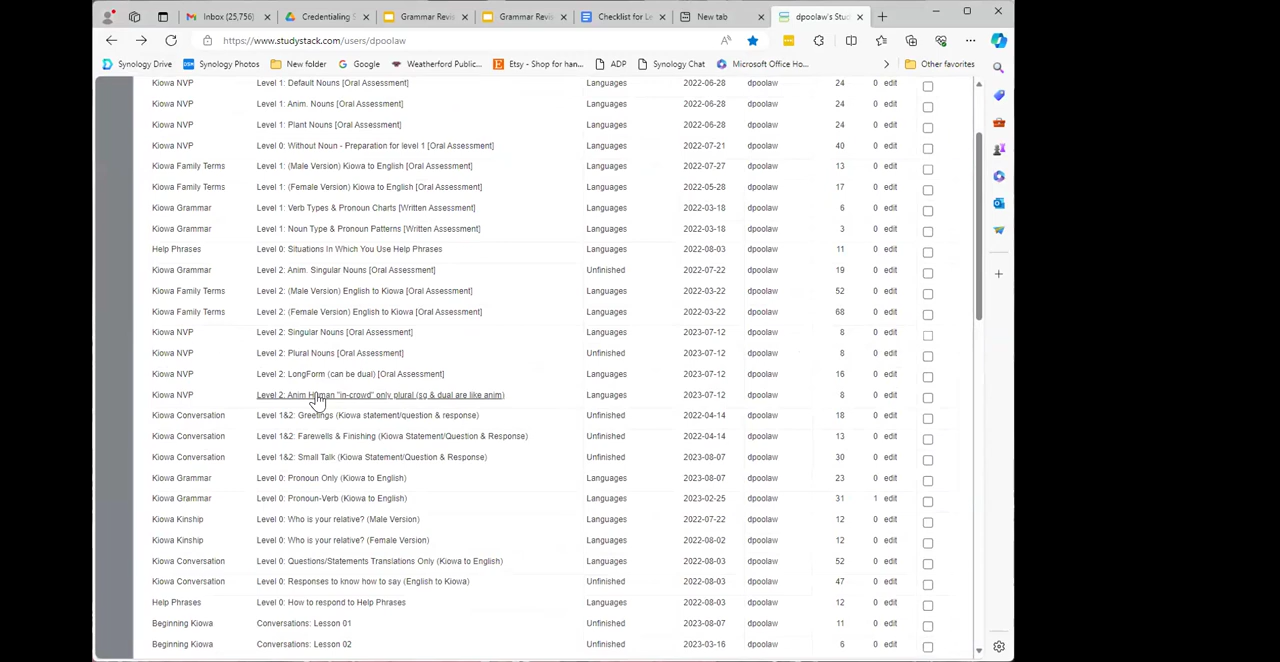 Inbox (25,756)
Credentialing S
Grammar Revis
Grammar Revis
Checklist for Le
New tab
dpoolaw's Stud
https://www.studystack.com/users/dpoolaw
Synology Drive
Synology Photos
New folder
Google
Weatherford Public...
Etsy - Shop for han...
ADP
Synology Chat
Microsoft Office Ho...
Other favorites
Kiowa NVP Level 1: Default Nouns [Oral Assessment] Languages 2022-06-28 dpoolaw 24 0 edit
Kiowa NVP Level 1: Anim. Nouns [Oral Assessment] Languages 2022-06-28 dpoolaw 24 0 edit
Kiowa NVP Level 1: Plant Nouns [Oral Assessment] Languages 2022-06-28 dpoolaw 24 0 edit
Kiowa NVP Level 0: Without Noun - Preparation for level 1 [Oral Assessment] Languages 2022-07-21 dpoolaw 40 0 edit
Kiowa Family Terms Level 1: (Male Version) Kiowa to English [Oral Assessment] Languages 2022-07-27 dpoolaw 13 0 edit
Kiowa Family Terms Level 1: (Female Version) Kiowa to English [Oral Assessment] Languages 2022-05-28 dpoolaw 17 0 edit
Kiowa Grammar Level 1: Verb Types & Pronoun Charts [Written Assessment] Languages 2022-03-18 dpoolaw 6 0 edit
Kiowa Grammar Level 1: Noun Type & Pronoun Patterns [Written Assessment] Languages 2022-03-18 dpoolaw 3 0 edit
Help Phrases Level 0: Situations In Which You Use Help Phrases Languages 2022-08-03 dpoolaw 11 0 edit
Kiowa Grammar Level 2: Anim. Singular Nouns [Oral Assessment] Unfinished 2022-07-22 dpoolaw 19 0 edit
Kiowa Family Terms Level 2: (Male Version) English to Kiowa [Oral Assessment] Languages 2022-03-22 dpoolaw 52 0 edit
Kiowa Family Terms Level 2: (Female Version) English to Kiowa [Oral Assessment] Languages 2022-03-22 dpoolaw 68 0 edit
Kiowa NVP Level 2: Singular Nouns [Oral Assessment] Languages 2023-07-12 dpoolaw 8 0 edit
Kiowa NVP Level 2: Plural Nouns [Oral Assessment] Unfinished 2023-07-12 dpoolaw 8 0 edit
Kiowa NVP Level 2: LongForm (can be dual) [Oral Assessment] Languages 2023-07-12 dpoolaw 16 0 edit
Kiowa NVP Level 2: Anim Human "in-crowd" only plural (sg & dual are like anim) Languages 2023-07-12 dpoolaw 8 0 edit
Kiowa Conversation Level 1&2: Greetings (Kiowa statement/question & response) Unfinished 2022-04-14 dpoolaw 18 0 edit
Kiowa Conversation Level 1&2: Farewells & Finishing (Kiowa Statement/Question & Response) Unfinished 2022-04-14 dpoolaw 13 0 edit
Kiowa Conversation Level 1&2: Small Talk (Kiowa Statement/Question & Response) Unfinished 2023-08-07 dpoolaw 30 0 edit
Kiowa Grammar Level 0: Pronoun Only (Kiowa to English) Languages 2023-08-07 dpoolaw 23 0 edit
Kiowa Grammar Level 0: Pronoun-Verb (Kiowa to English) Languages 2023-02-25 dpoolaw 31 1 edit
Kiowa Kinship Level 0: Who is your relative? (Male Version) Languages 2022-07-22 dpoolaw 12 0 edit
Kiowa Kinship Level 0: Who is your relative? (Female Version) Languages 2022-08-02 dpoolaw 12 0 edit
Kiowa Conversation Level 0: Questions/Statements Translations Only (Kiowa to English) Languages 2022-08-03 dpoolaw 52 0 edit
Kiowa Conversation Level 0: Responses to know how to say (English to Kiowa) Unfinished 2022-08-03 dpoolaw 47 0 edit
Help Phrases Level 0: How to respond to Help Phrases Languages 2022-08-03 dpoolaw 12 0 edit
Beginning Kiowa Conversations: Lesson 01 Unfinished 2023-08-07 dpoolaw 11 0 edit
Beginning Kiowa Conversations: Lesson 02 Unfinished 2023-03-16 dpoolaw 6 0 edit